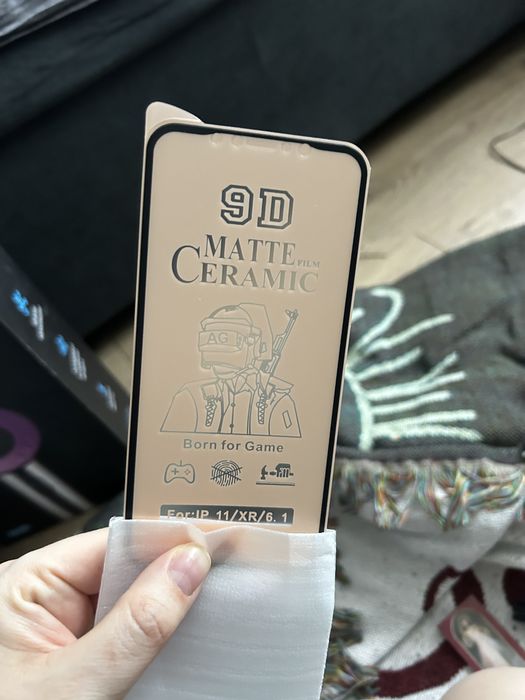 9D
MATTE FILM
CERAMIC
AG
Born for Game
For:IP 11/XR/6.1